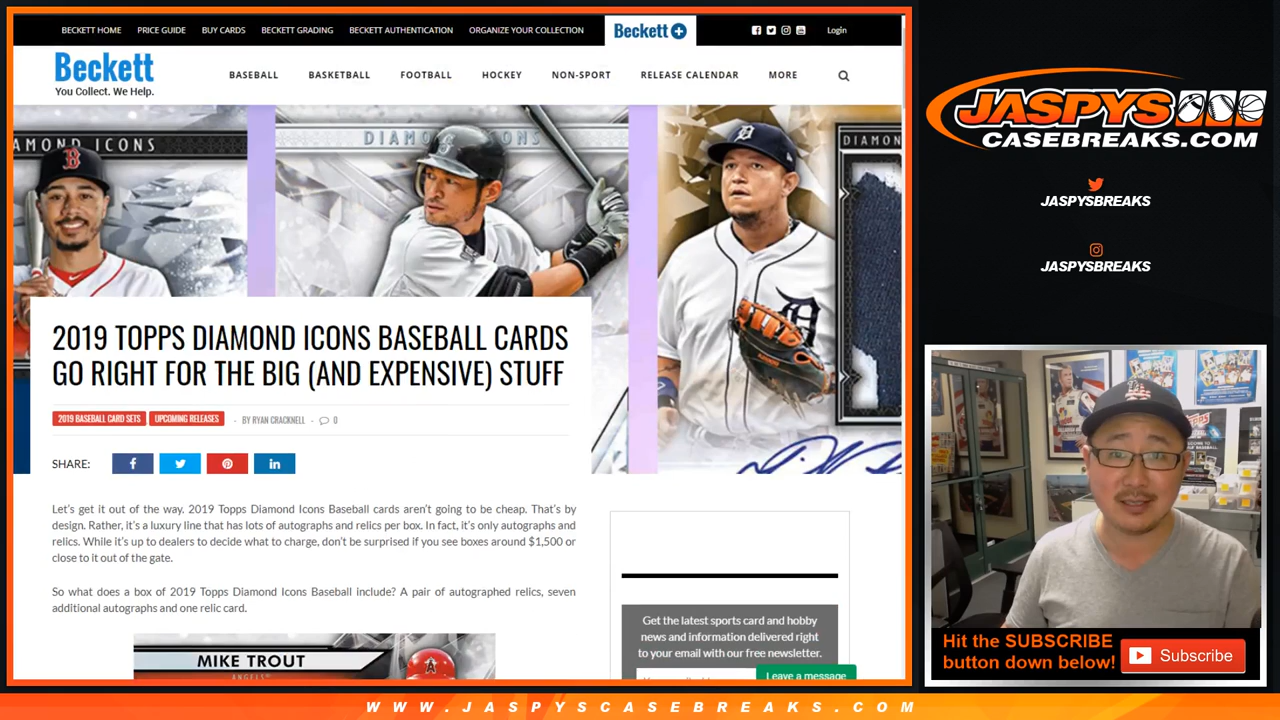 BECKETT HOME PRICE GUIDE BUY CARDS BECKETT GRADING BECKETT AUTHENTICATION ORGANIZE YOUR COLLECTION Beckett Login
Beckett
You Collect. We Help.
BASEBALL BASKETBALL FOOTBALL HOCKEY NON-SPORT RELEASE CALENDAR MORE
AMOND ICONS
DIAMOND ICONS
DIAMOND
2019 TOPPS DIAMOND ICONS BASEBALL CARDS
GO RIGHT FOR THE BIG (AND EXPENSIVE) STUFF
2019 BASEBALL CARD SETS UPCOMING RELEASES - BY RYAN CRACKNELL - 0
SHARE:
Let's get it out of the way. 2019 Topps Diamond Icons Baseball cards aren't going to be cheap. That's by
design. Rather, it's a luxury line that has lots of autographs and relics per box. In fact, it's only autographs and
relics. While it's up to dealers to decide what to charge, don't be surprised if you see boxes around $1,500 or
close to it out of the gate.
So what does a box of 2019 Topps Diamond Icons Baseball include? A pair of autographed relics, seven
additional autographs and one relic card.
MIKE TROUT
ANGELS
Get the latest sports card and hobby
news and information delivered right
to your email with our free newsletter.
Leave a message
JASPYS
CASEBREAKS.COM
JASPYSBREAKS
JASPYSBREAKS
Hit the SUBSCRIBE
button down below!
Subscribe
WWW.JASPYSCASEBREAKS.COM